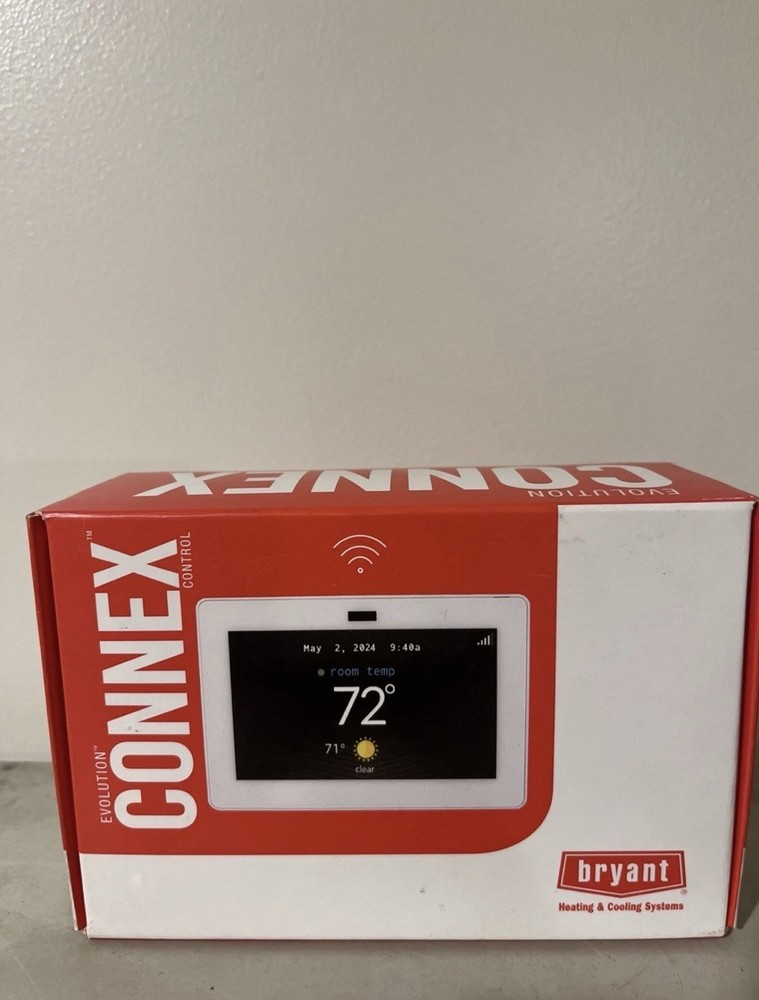 EVOLUTION
CONNEX
EVOLUTION™
CONNEX™
CONTROL
May 2, 2024 9:40a
room temp
72°
71°
clear
bryant®
Heating & Cooling Systems